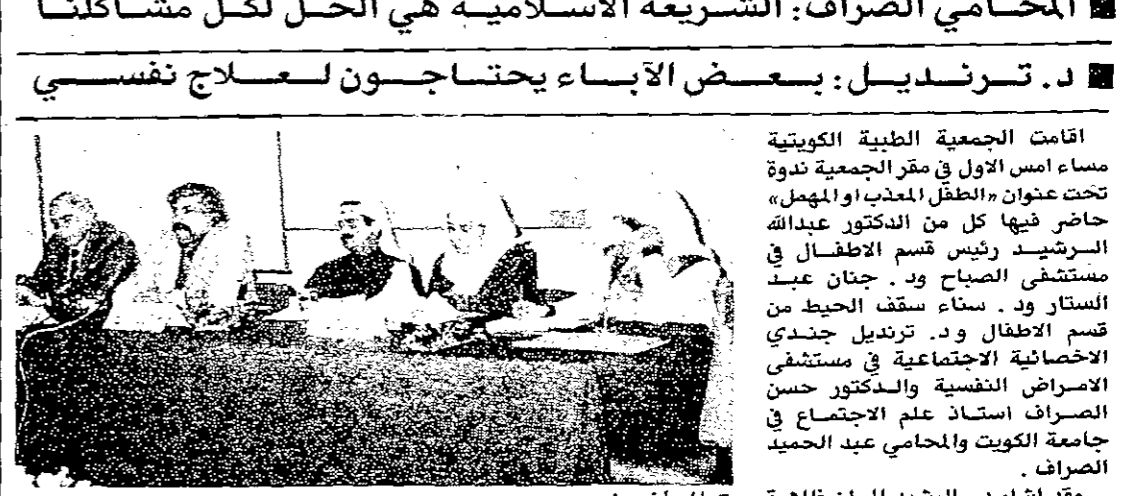 المحامي الصراف: الشريعة الاسلامية هي الحل لكل مشاكلنا
د. ترنديل: بعض الآباء يحتاجون لعلاج نفسي
اقامت الجمعية الطبية الكويتية
مساء امس الاول في مقر الجمعية ندوة
تحت عنوان «الطفل المعذب او المهمل»
حاضر فيها كل من الدكتور عبدالله
الرشيد رئيس قسم الاطفال في
مستشفى الصباح ود. جنان عبد
الستار ود. سناء سقف الحيط من
قسم الاطفال ود. ترنديل جندي
الاخصائية الاجتماعية في مستشفى
الامراض النفسية والدكتور حسن
الصراف استاذ علم الاجتماع في
جامعة الكويت والمحامي عبد الحميد
الصراف .